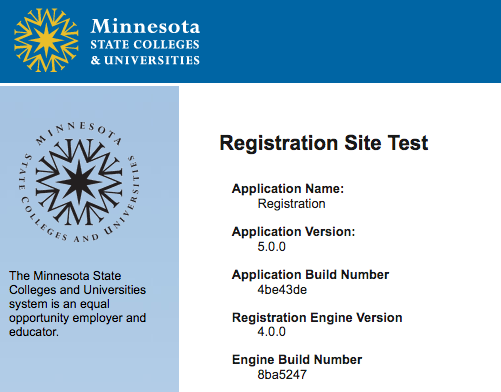 Minnesota
STATE COLLEGES
& UNIVERSITIES
MINNESOTA
STATE COLLEGES AND UNIVERSITIES
The Minnesota State
Colleges and Universities
system is an equal
opportunity employer and
educator.
Registration Site Test
Application Name:
Registration
Application Version:
5.0.0
Application Build Number
4be43de
Registration Engine Version
4.0.0
Engine Build Number
8ba5247